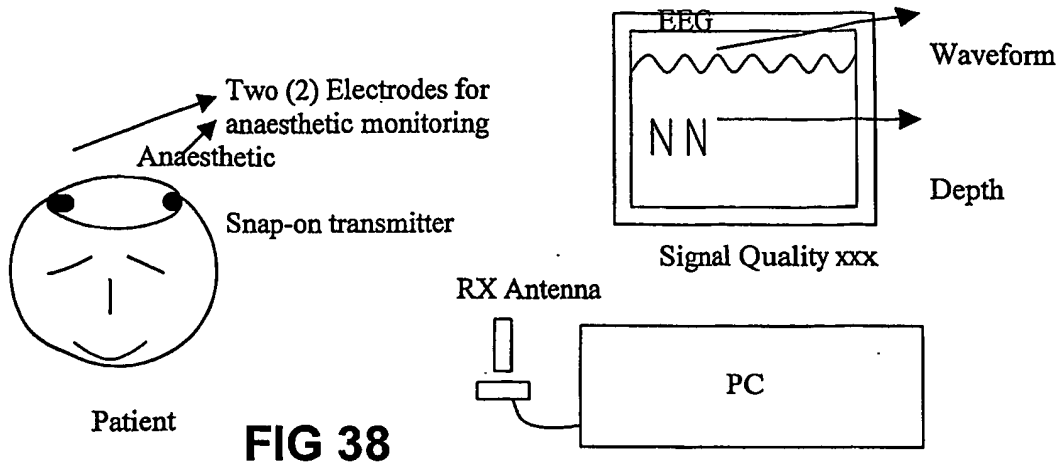 EEG
Waveform
Two (2) Electrodes for
anaesthetic monitoring
Anaesthetic
NN
Depth
Snap-on transmitter
Signal Quality xxx
RX Antenna
PC
Patient
FIG 38